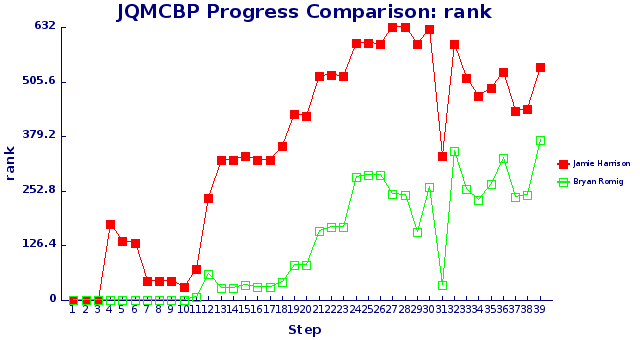 JQMCBP Progress Comparison: rank
632
505.6
379.2
252.8
126.4
0
rank
1 2 3 4 5 6 7 8 9 10 11 12 13 14 15 16 17 18 19 20 21 22 23 24 25 26 27 28 29 30 31 32 33 34 35 36 37 38 39
Step
Jamie Harrison
Bryan Romig